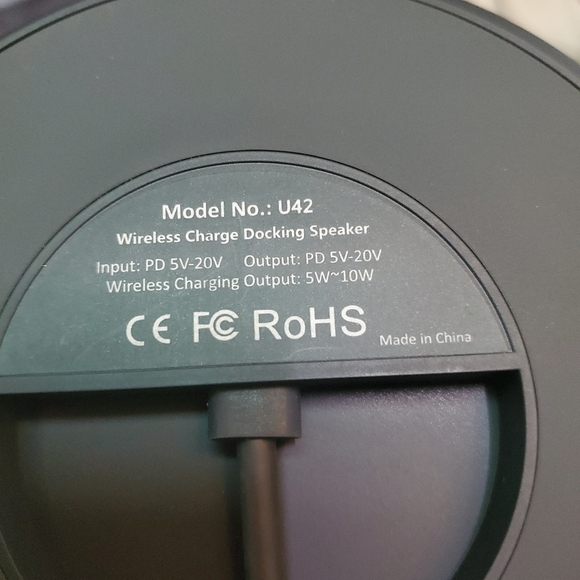 Model No.: U42
Wireless Charge Docking Speaker
Input: PD 5V-20V Output: PD 5V-20V
Wireless Charging Output: 5W~10W
CE FC RoHS Made in China